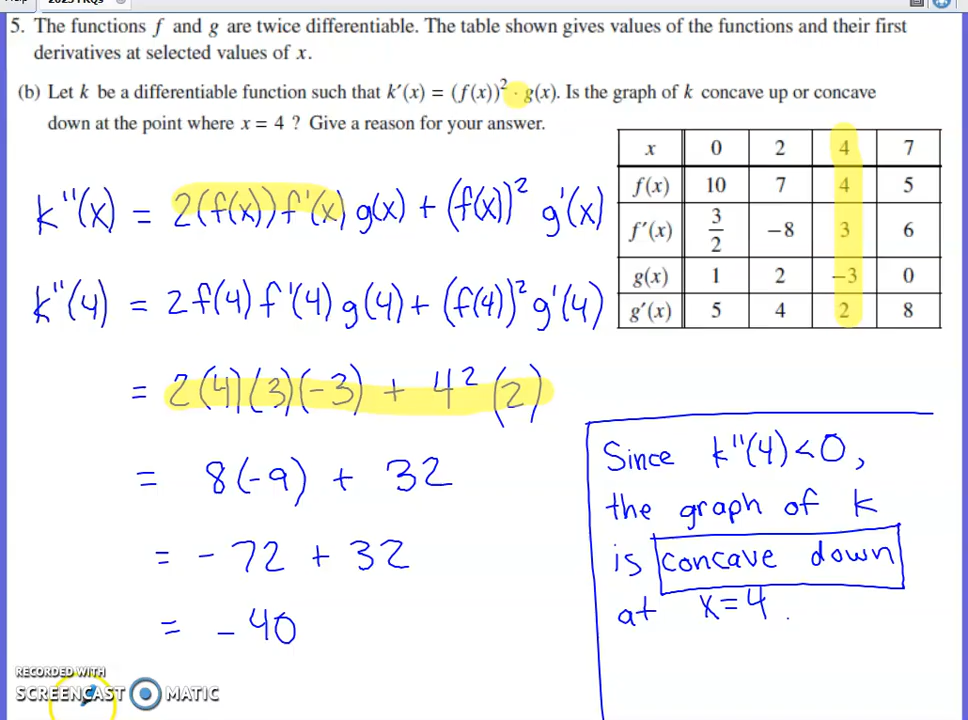 5. The functions f and g are twice differentiable. The table shown gives values of the functions and their first
derivatives at selected values of x.
(b) Let k be a differentiable function such that k′(x) = (f(x))² · g(x). Is the graph of k concave up or concave
down at the point where x = 4 ? Give a reason for your answer.
x 0 2 4 7
f(x) 10 7 4 5
f′(x) 3/2 −8 3 6
g(x) 1 2 −3 0
g′(x) 5 4 2 8
k''(x) = 2(f(x))f'(x)g(x) + (f(x))² g'(x)
k''(4) = 2f(4)f'(4)g(4) + (f(4))² g'(4)
= 2(4)(3)(-3) + 4² (2)
= 8(-9) + 32
= -72 + 32
= -40
Since k''(4)<0,
the graph of k
is concave down
at x=4.
RECORDED WITH
SCREENCAST MATIC